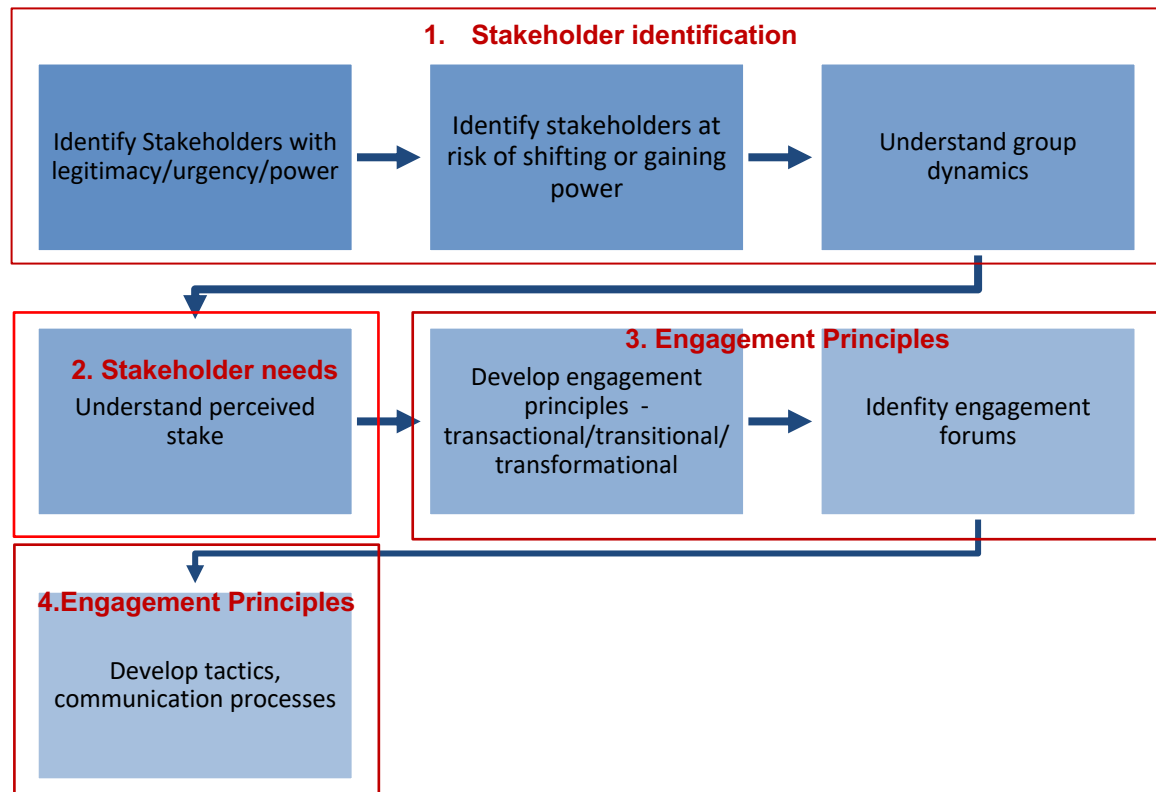 1. Stakeholder identification
Identify Stakeholders with
legitimacy/urgency/power
Identify stakeholders at
risk of shifting or gaining
power
Understand group
dynamics
2. Stakeholder needs
Understand perceived
stake
3. Engagement Principles
Develop engagement
principles -
transactional/transitional/
transformational
Idenfity engagement
forums
4.Engagement Principles
Develop tactics,
communication processes